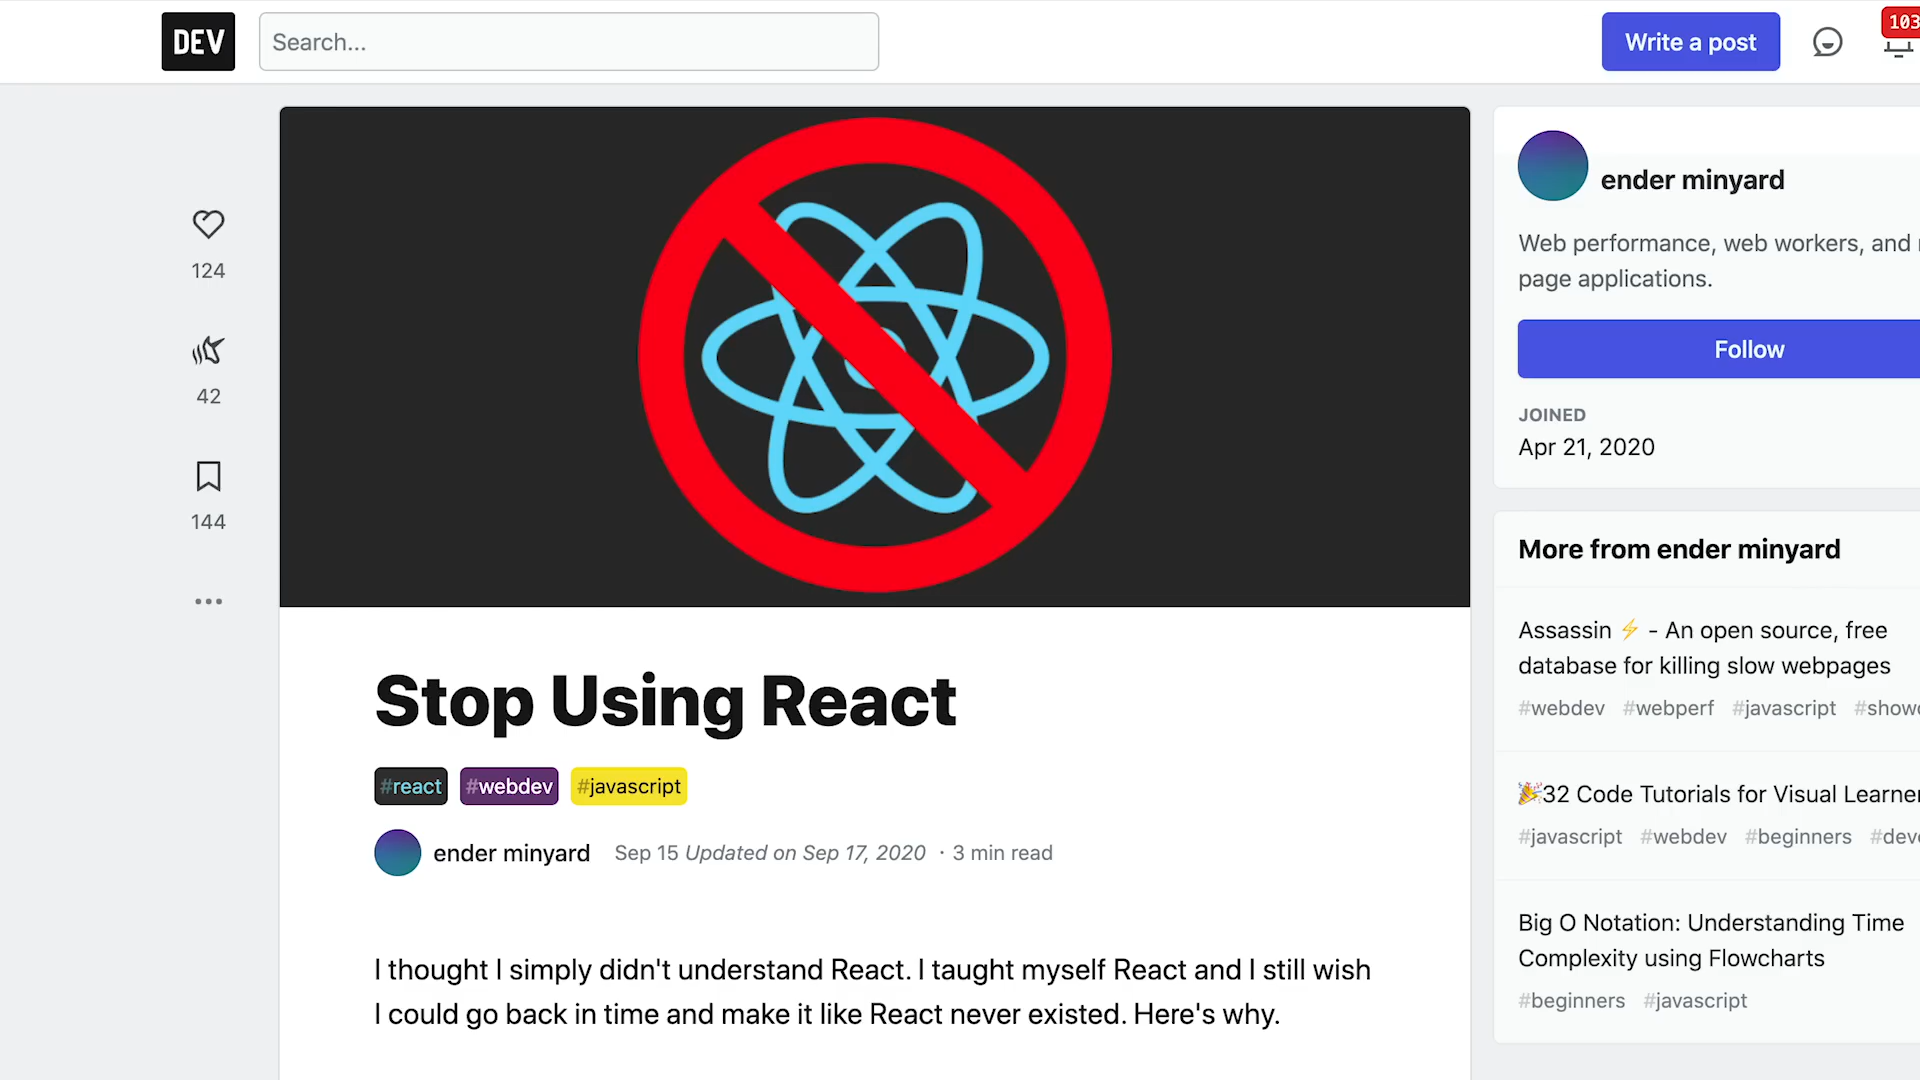 DEV
Search...
Write a post
103
124
42
144
Stop Using React
#react #webdev #javascript
ender minyard Sep 15 Updated on Sep 17, 2020 · 3 min read
I thought I simply didn't understand React. I taught myself React and I still wish
I could go back in time and make it like React never existed. Here's why.
ender minyard
Web performance, web workers, and
page applications.
Follow
JOINED
Apr 21, 2020
More from ender minyard
Assassin ⚡ - An open source, free
database for killing slow webpages
#webdev #webperf #javascript
🎉32 Code Tutorials for Visual
#javascript #webdev #beginners
Big O Notation: Understanding Time
Complexity using Flowcharts
#beginners #javascript